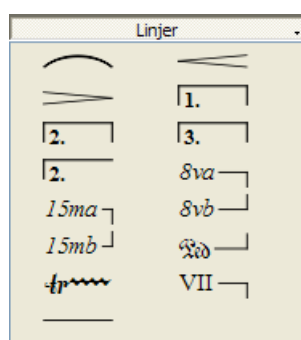 Linjer
1.
2. 3.
2. 8va
15ma 8vb
15mb Ped
tr VII